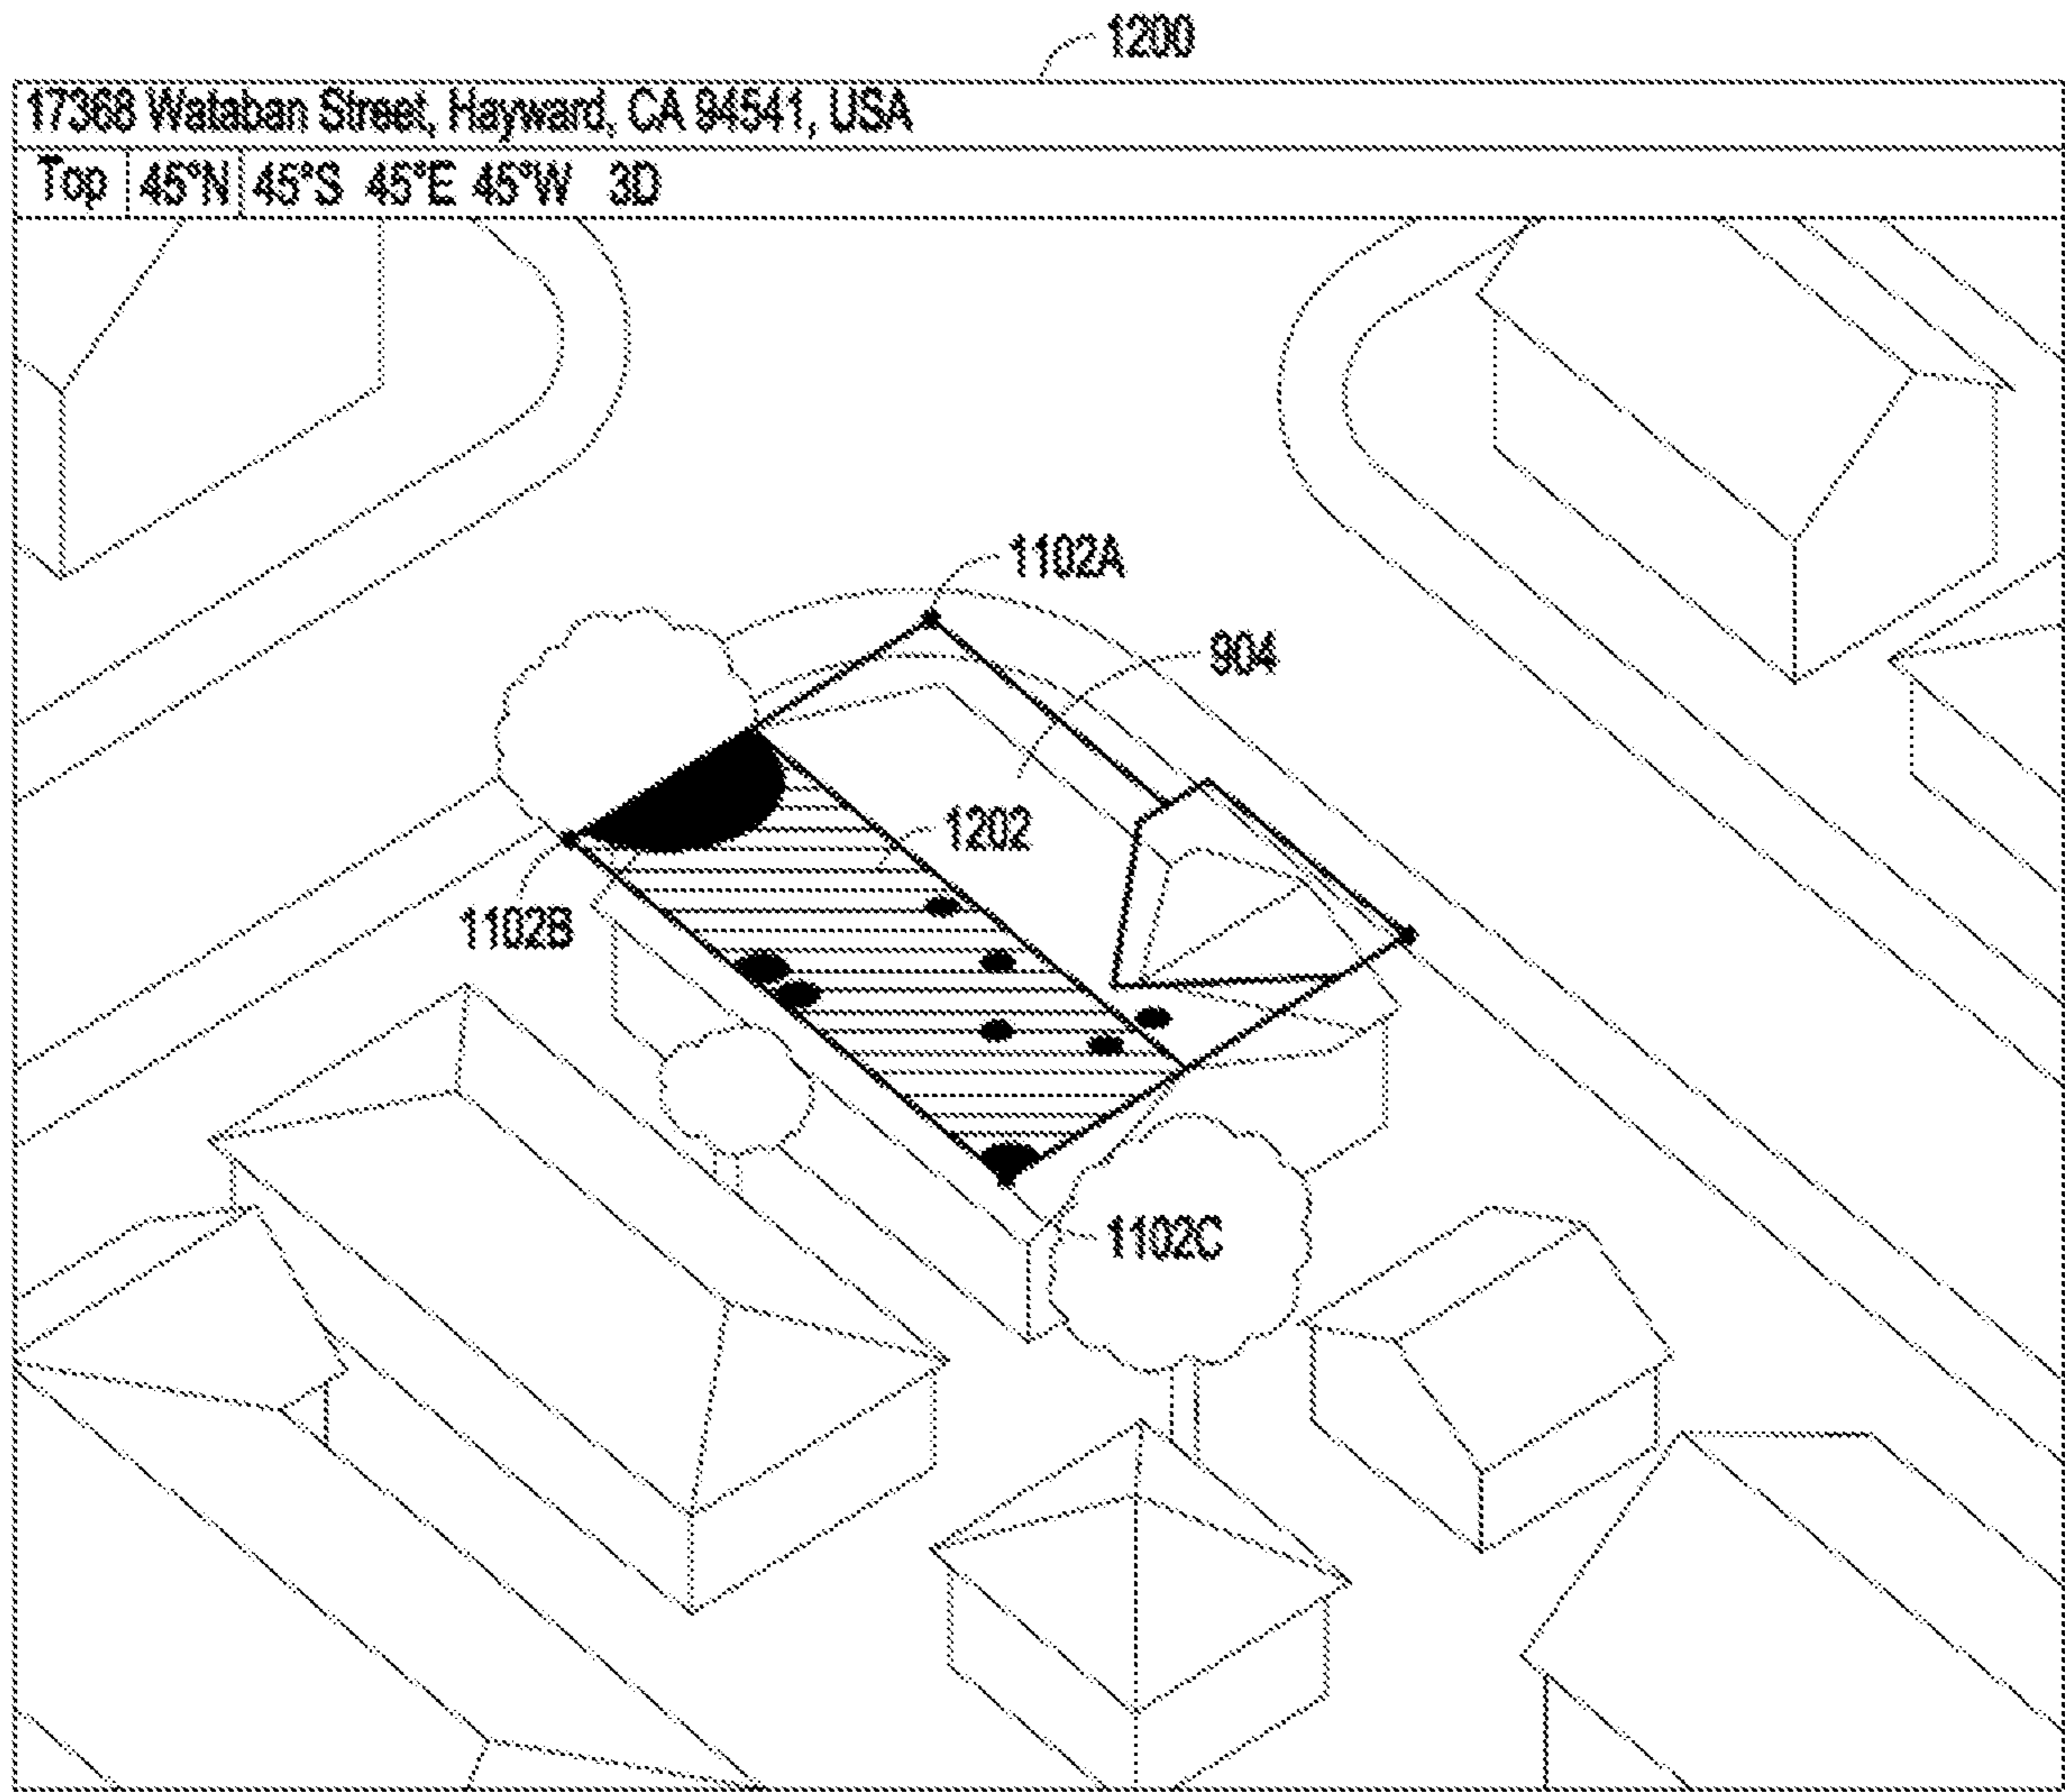 1200
17368 Wataban Street, Hayward, CA 94541, USA
Top 45°N 45°S 45°E 45°W 3D
1102A
904
1202
1102B
1102C